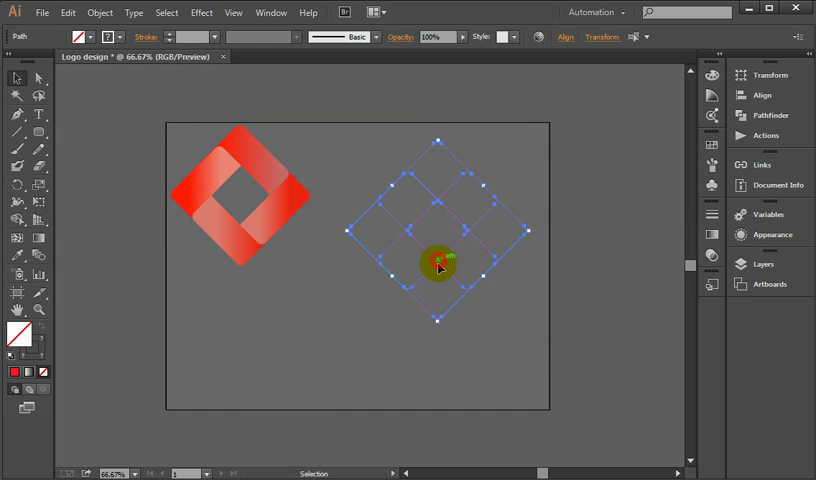 Ai File Edit Object Type Select Effect View Window Help Br Automation
Path Stroke: Basic Opacity: 100% Style: Align Transform
Logo design * @ 66.67% (RGB/Preview) ×
T
path
Transform
Align
Pathfinder
Actions
Links
Document Info
Variables
Appearance
Layers
Artboards
66.67% 1 Selection